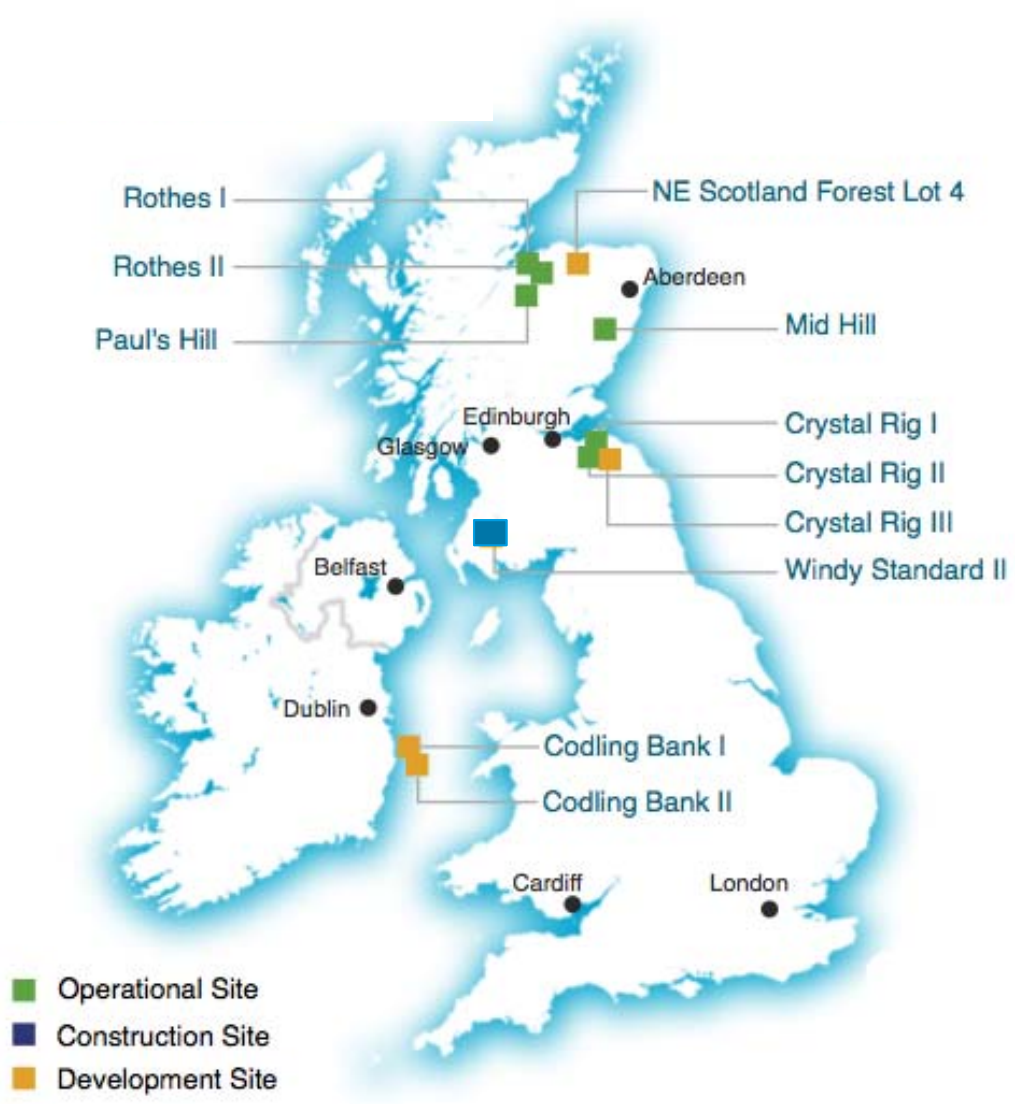 Rothes I
NE Scotland Forest Lot 4
Rothes II
Aberdeen
Paul's Hill
Mid Hill
Edinburgh
Crystal Rig I
Glasgow
Crystal Rig II
Crystal Rig III
Belfast
Windy Standard II
Dublin
Codling Bank I
Codling Bank II
Cardiff
London
Operational Site
Construction Site
Development Site